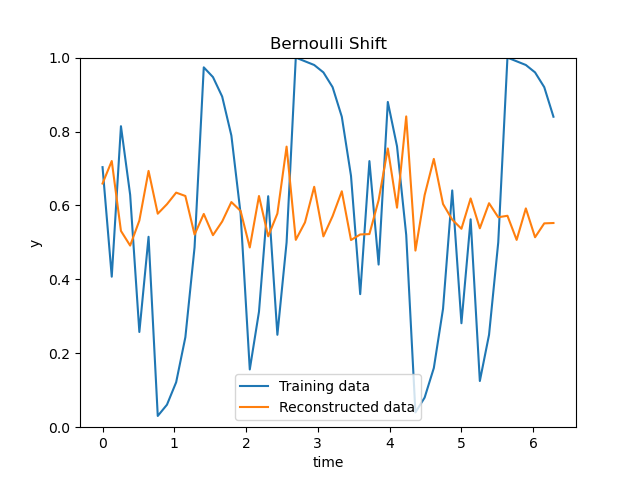 Bernoulli Shift
1.0
0.8
0.6
0.4
0.2
0.0
y
Training data
Reconstructed data
0 1 2 3 4 5 6
time